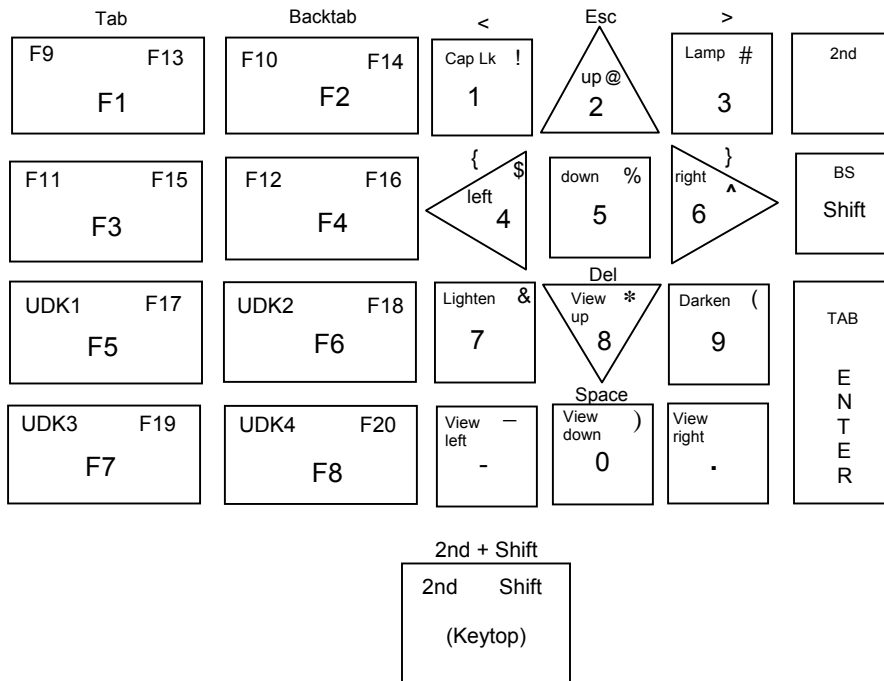 Tab Backtab < Esc >
F9 F13 F10 F14 Cap Lk ! up @ Lamp # 2nd
F1 F2 1 2 3
{ }
F11 F15 F12 F16 left $ down % right ^ BS
F3 F4 4 5 6 Shift
Del
UDK1 F17 UDK2 F18 Lighten & View up * Darken ( TAB
F5 F6 7 8 9
Space
UDK3 F19 UDK4 F20 View left _ View down ) View right ENTER
F7 F8 - 0 .
2nd + Shift
2nd Shift
(Keytop)